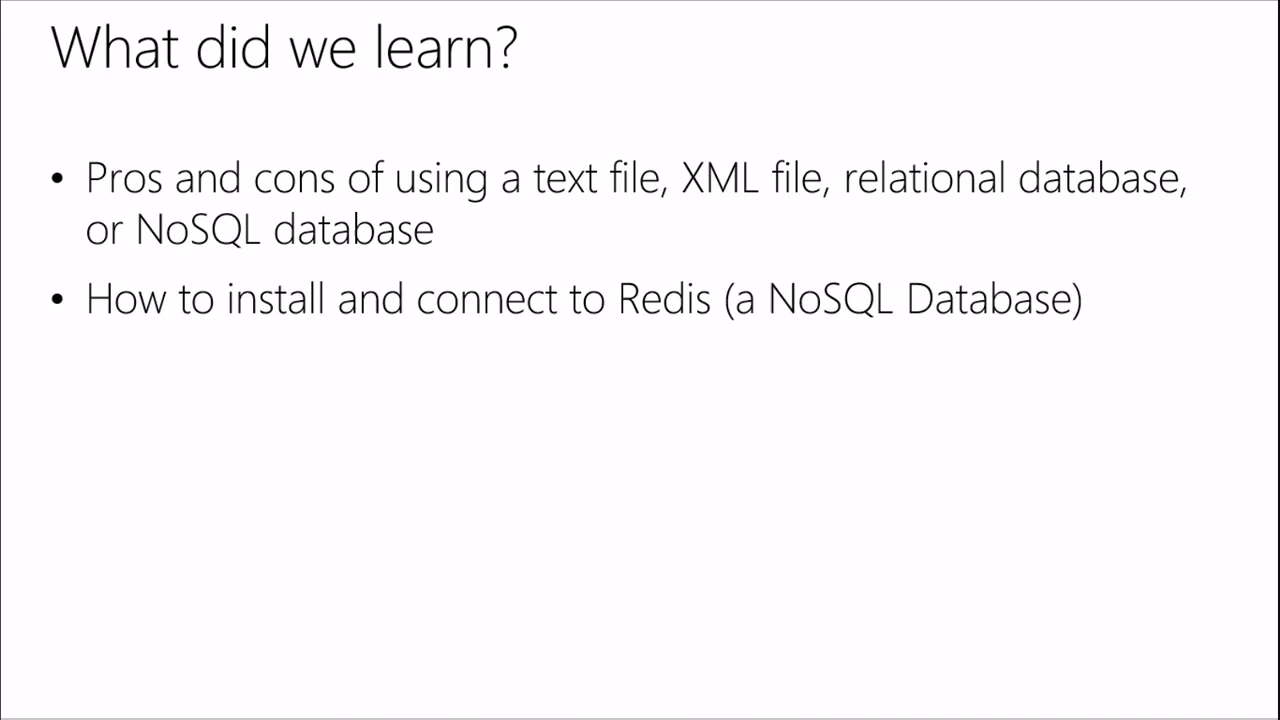 What did we learn?
• Pros and cons of using a text file, XML file, relational database,
or NoSQL database
• How to install and connect to Redis (a NoSQL Database)